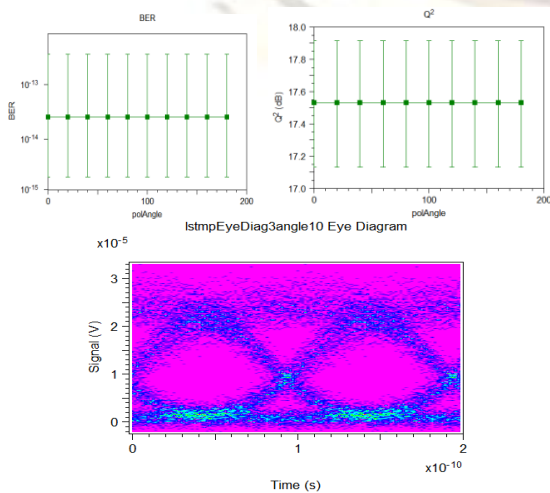 BER
10⁻¹³
10⁻¹⁴
10⁻¹⁵
BER
0
100
200
polAngle
Q²
18.0
17.8
17.6
17.4
17.2
17.0
Q² (dB)
0
100
200
polAngle
lstmpEyeDiag3angle10 Eye Diagram
x10⁻⁵
3
2
1
0
Signal (V)
0
1
2
x10⁻¹⁰
Time (s)